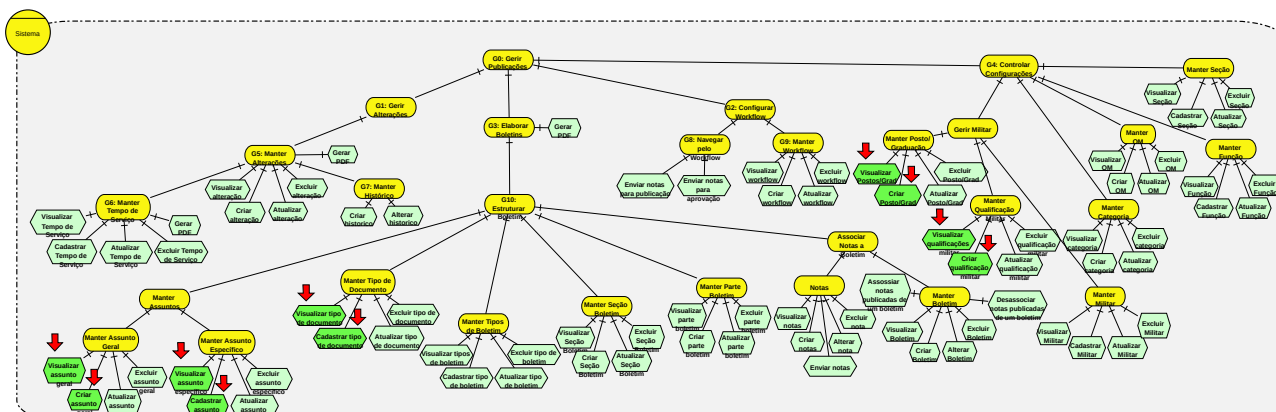 Sistema
G0: Gerir
Publicações
G4: Controlar
Configurações
Manter Seção
Visualizar
Seção
Cadastrar
Seção
Atualizar
Seção
Excluir
Seção
G1: Gerir
Alterações
G3: Elaborar
Boletins
Gerar
PDF
G2: Configurar
Workflow
G8: Navegar
pelo
Workflow
Enviar notas
para publicação
Enviar notas
para
aprovação
G9: Manter
Workflow
Visualizar
workflow
Criar
workflow
Atualizar
workflow
Excluir
workflow
Gerir Militar
Manter Posto/
Graduação
Visualizar
Postos/Grad
Criar
Posto/Grad
Atualizar
Posto/Grad
Excluir
Posto/Grad
Manter
OM
Visualizar
OM
Criar
OM
Atualizar
OM
Excluir
OM
Manter
Função
Visualizar
Função
Cadastrar
Função
Atualizar
Função
Excluir
Função
G5: Manter
Alterações
Gerar
PDF
Visualizar
alteração
Criar
alteração
Atualizar
alteração
Excluir
alteração
G7: Manter
Histórico
Criar
historico
Alterar
historico
G6: Manter
Tempo de
Serviço
Visualizar
Tempo de
Serviço
Cadastrar
Tempo de
Serviço
Atualizar
Tempo de
Serviço
Excluir Tempo
de Serviço
Gerar
PDF
G10:
Estruturar
Boletim
Manter
Qualificação
Militar
Visualizar
qualificações
militar
Criar
qualificação
militar
Atualizar
qualificação
militar
Excluir
qualificação
militar
Manter
Categoria
Visualizar
categoria
Criar
categoria
Atualizar
categoria
Excluir
categoria
Associar
Notas a
Boletim
Manter
Assuntos
Manter Assunto
Geral
Visualizar
assunto
geral
Criar
assunto
geral
Atualizar
assunto
Excluir
assunto
geral
Manter Assunto
Específico
Visualizar
assunto
específico
Cadastrar
assunto
Atualizar
assunto
Excluir
assunto
específico
Manter Tipo de
Documento
Visualizar tipo
de documento
Cadastrar tipo
de documento
Atualizar tipo
de documento
Excluir tipo de
documento
Manter Tipos
de Boletim
Visualizar tipos
de boletim
Cadastrar tipo
de boletim
Atualizar tipo
de boletim
Excluir tipo de
boletim
Manter Seção
Boletim
Visualizar
Seção
Boletim
Criar
Seção
Boletim
Atualizar
Seção
Boletim
Excluir
Seção
Boletim
Manter Parte
Boletim
Visualizar
parte
boletim
Criar
parte
boletim
Atualizar
parte
boletim
Excluir
parte
boletim
Notas
Visualizar
notas
Criar
notas
Enviar notas
Alterar
nota
Excluir
nota
Manter
Boletim
Assossiar
notas
publicadas de
um boletim
Desassociar
notas publicadas
de um boletim
Visualizar
Boletim
Criar
Boletim
Alterar
Boletim
Excluir
Boletim
Manter
Militar
Visualizar
Militar
Cadastrar
Militar
Atualizar
Militar
Excluir
Militar